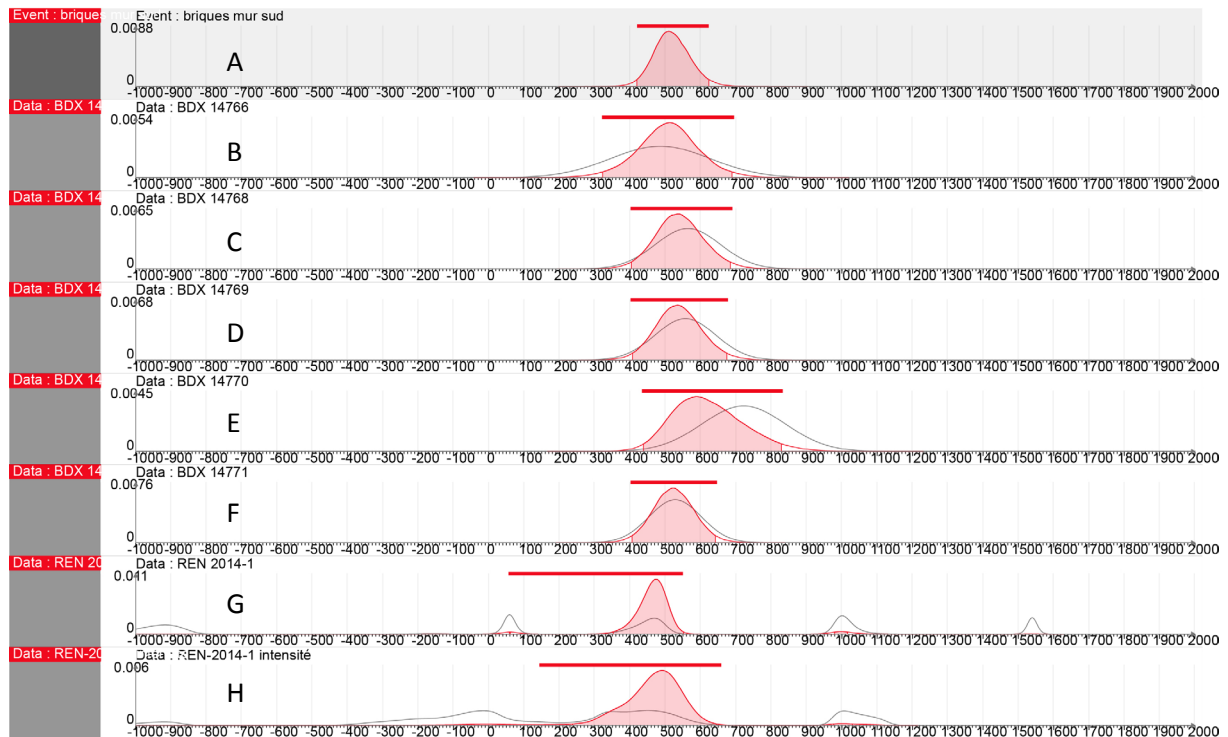 Event : briques mur sud Event : briques mur sud
0.0088
A
0
-1000 -900 -800 -700 -600 -500 -400 -300 -200 -100 0 100 200 300 400 500 600 700 800 900 1000 1100 1200 1300 1400 1500 1600 1700 1800 1900 2000
Data : BDX 14 Data : BDX 14766
0.0054
B
0
-1000 -900 -800 -700 -600 -500 -400 -300 -200 -100 0 100 200 300 400 500 600 700 800 900 1000 1100 1200 1300 1400 1500 1600 1700 1800 1900 2000
Data : BDX 14 Data : BDX 14768
0.0065
C
0
-1000 -900 -800 -700 -600 -500 -400 -300 -200 -100 0 100 200 300 400 500 600 700 800 900 1000 1100 1200 1300 1400 1500 1600 1700 1800 1900 2000
Data : BDX 14 Data : BDX 14769
0.0068
D
0
-1000 -900 -800 -700 -600 -500 -400 -300 -200 -100 0 100 200 300 400 500 600 700 800 900 1000 1100 1200 1300 1400 1500 1600 1700 1800 1900 2000
Data : BDX 14 Data : BDX 14770
0.0045
E
0
-1000 -900 -800 -700 -600 -500 -400 -300 -200 -100 0 100 200 300 400 500 600 700 800 900 1000 1100 1200 1300 1400 1500 1600 1700 1800 1900 2000
Data : BDX 14 Data : BDX 14771
0.0076
F
0
-1000 -900 -800 -700 -600 -500 -400 -300 -200 -100 0 100 200 300 400 500 600 700 800 900 1000 1100 1200 1300 1400 1500 1600 1700 1800 1900 2000
Data : REN 20 Data : REN 2014-1
0.041
G
0
-1000 -900 -800 -700 -600 -500 -400 -300 -200 -100 0 100 200 300 400 500 600 700 800 900 1000 1100 1200 1300 1400 1500 1600 1700 1800 1900 2000
Data : REN-20 Data : REN-2014-1 intensité
0.006
H
0
-1000 -900 -800 -700 -600 -500 -400 -300 -200 -100 0 100 200 300 400 500 600 700 800 900 1000 1100 1200 1300 1400 1500 1600 1700 1800 1900 2000